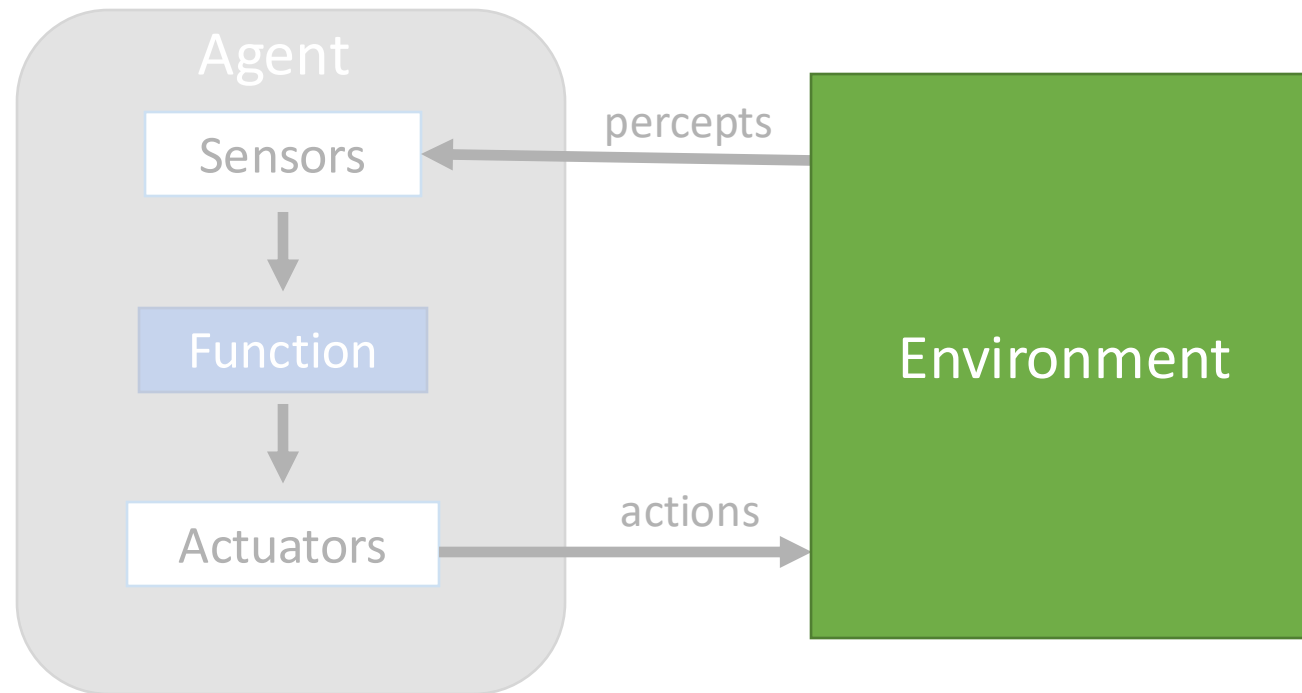 Agent
Sensors
percepts
Function
Environment
Actuators
actions